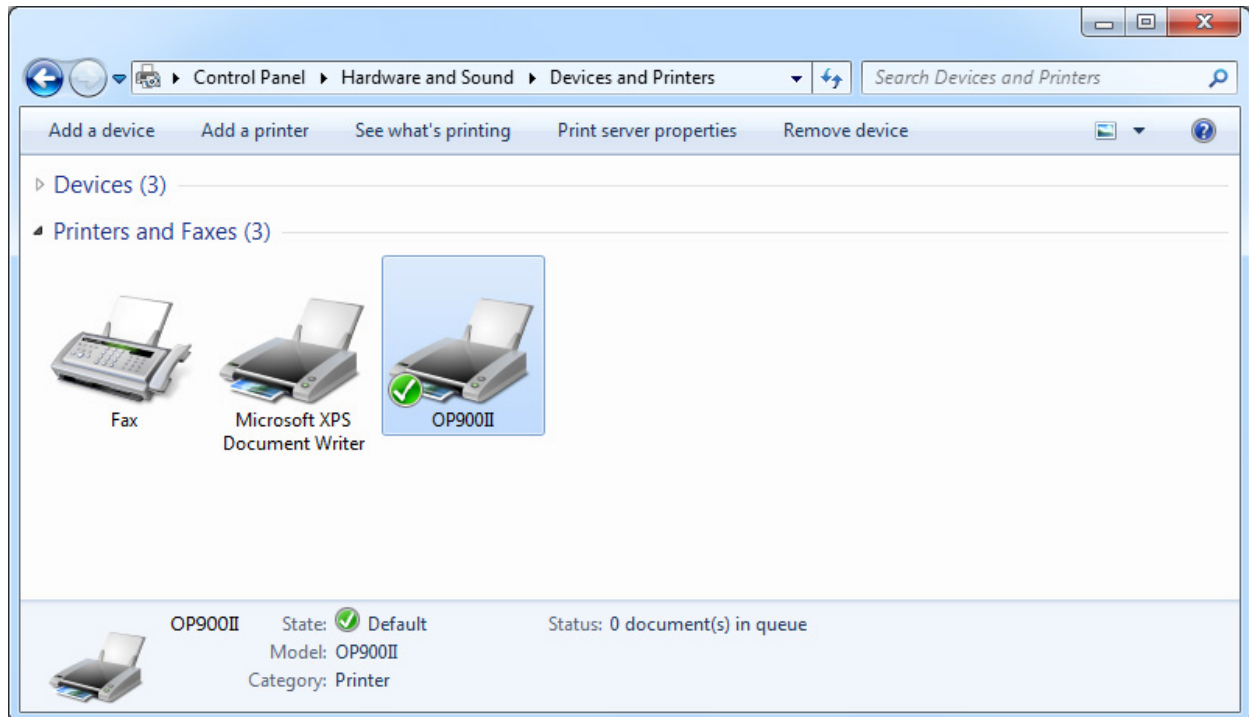 Control Panel Hardware and Sound Devices and Printers Search Devices and Printers
Add a device Add a printer See what's printing Print server properties Remove device
Devices (3)
Printers and Faxes (3)
Fax
Microsoft XPS
Document Writer
OP900Ⅱ
OP900Ⅱ State: Default Status: 0 document(s) in queue
Model: OP900Ⅱ
Category: Printer